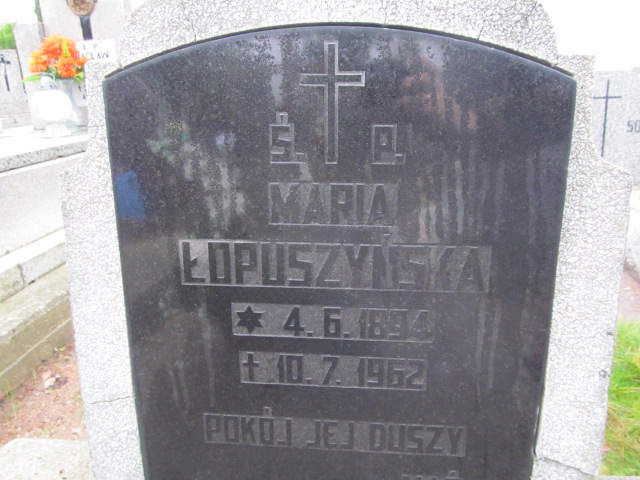 Ś. P.
MARIA
ŁOPUSZYŃSKA
4. 6. 1894
10. 7. 1962
POKÓJ JEJ DUSZY